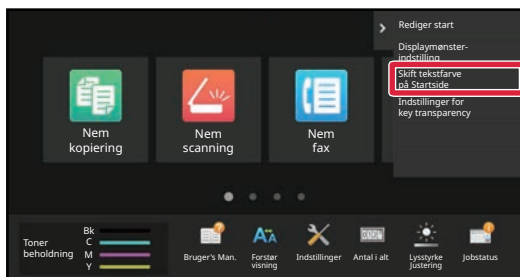 Rediger start
Displaymønster-
indstilling
Skift tekstfarve
på Startside
Indstillinger for
key transparency
Nem
kopiering
Nem
scanning
Nem
fax
Toner
beholdning
Bk
C
M
Y
Bruger's Man.
Forstør
visning
Indstillinger
Antal i alt
Lysstyrke
Justering
Jobstatus